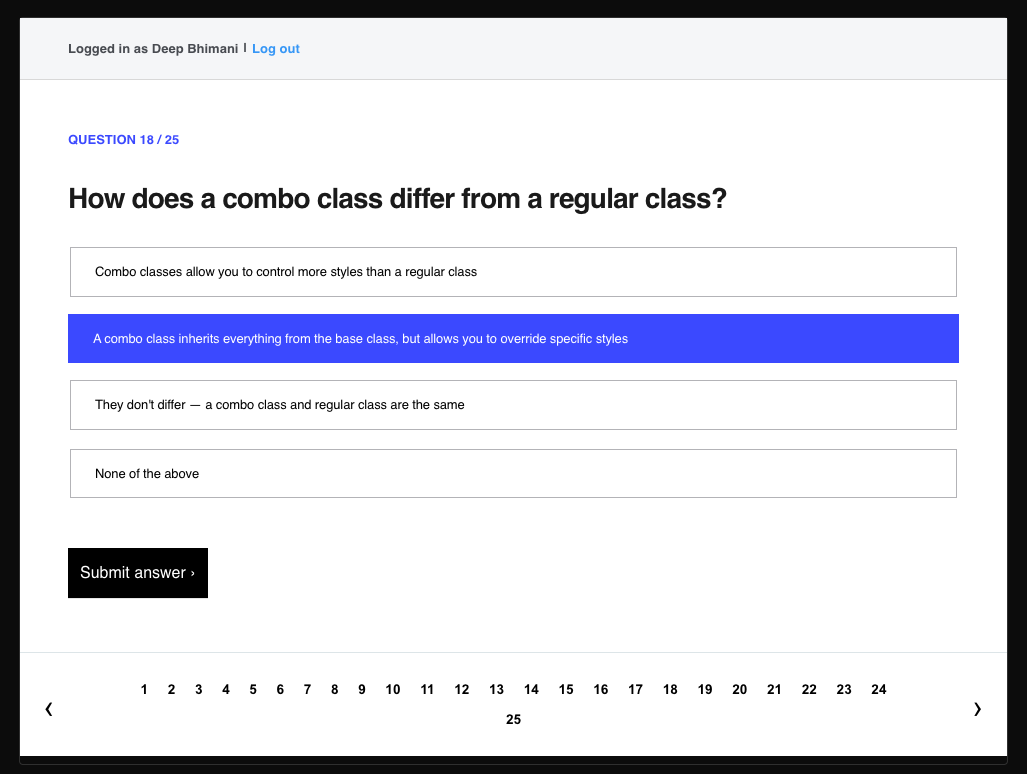 Logged in as Deep Bhimani | Log out
QUESTION 18 / 25
How does a combo class differ from a regular class?
Combo classes allow you to control more styles than a regular class
A combo class inherits everything from the base class, but allows you to override specific styles
They don't differ — a combo class and regular class are the same
None of the above
Submit answer ›
1 2 3 4 5 6 7 8 9 10 11 12 13 14 15 16 17 18 19 20 21 22 23 24
‹ ›
25